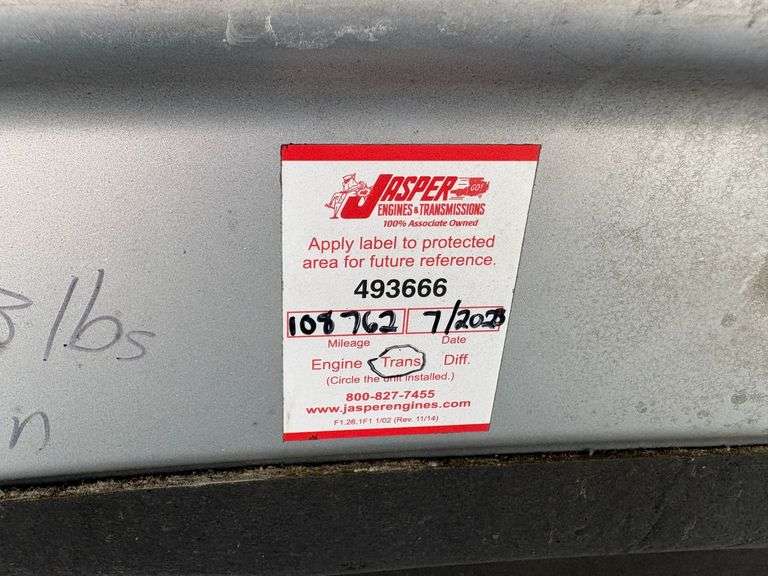 JASPER GO!
ENGINES & TRANSMISSIONS
100% Associate Owned
Apply label to protected
area for future reference.
493666
108762 7/2023
Mileage Date
Engine Trans Diff.
(Circle the unit installed.)
800-827-7455
www.jasperengines.com
F1.26.1F1 1/02 (Rev. 11/14)
lbs
n